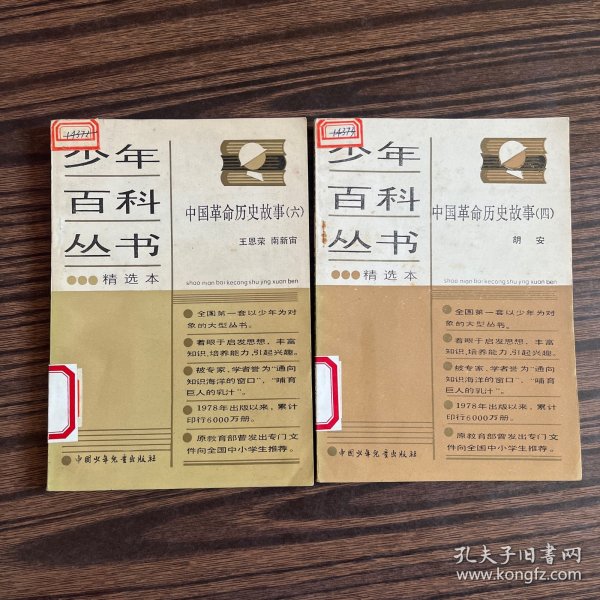 14371
少年
百科
丛书
精选本
中国革命历史故事(六)
王思荣 南新宙
shao nian bai ke cong shu jing xuan ben
全国第一套以少年为对
象的大型丛书。
着眼于启发思想、丰富
知识,培养能力,引起兴趣。
被专家、学者誉为“通向
知识海洋的窗口”、“哺育
巨人的乳汁”。
1978年出版以来,累计
印行6000万册。
原教育部曾发出专门文
件向全国中小学生推荐。
中国少年儿童出版社
14374
少年
百科
丛书
精选本
中国革命历史故事(四)
胡 安
shao nian bai ke cong shu jing xuan ben
全国第一套以少年为对
象的大型丛书。
着眼于启发思想、丰富
知识,培养能力,引起兴趣。
被专家、学者誉为“通向
知识海洋的窗口”、“哺育
巨人的乳汁”。
1978年出版以来,累计
印行6000万册。
原教育部曾发出专门文
件向全国中小学生推荐。
中国少年儿童出版社
孔夫子旧书网
www.kongfz.com